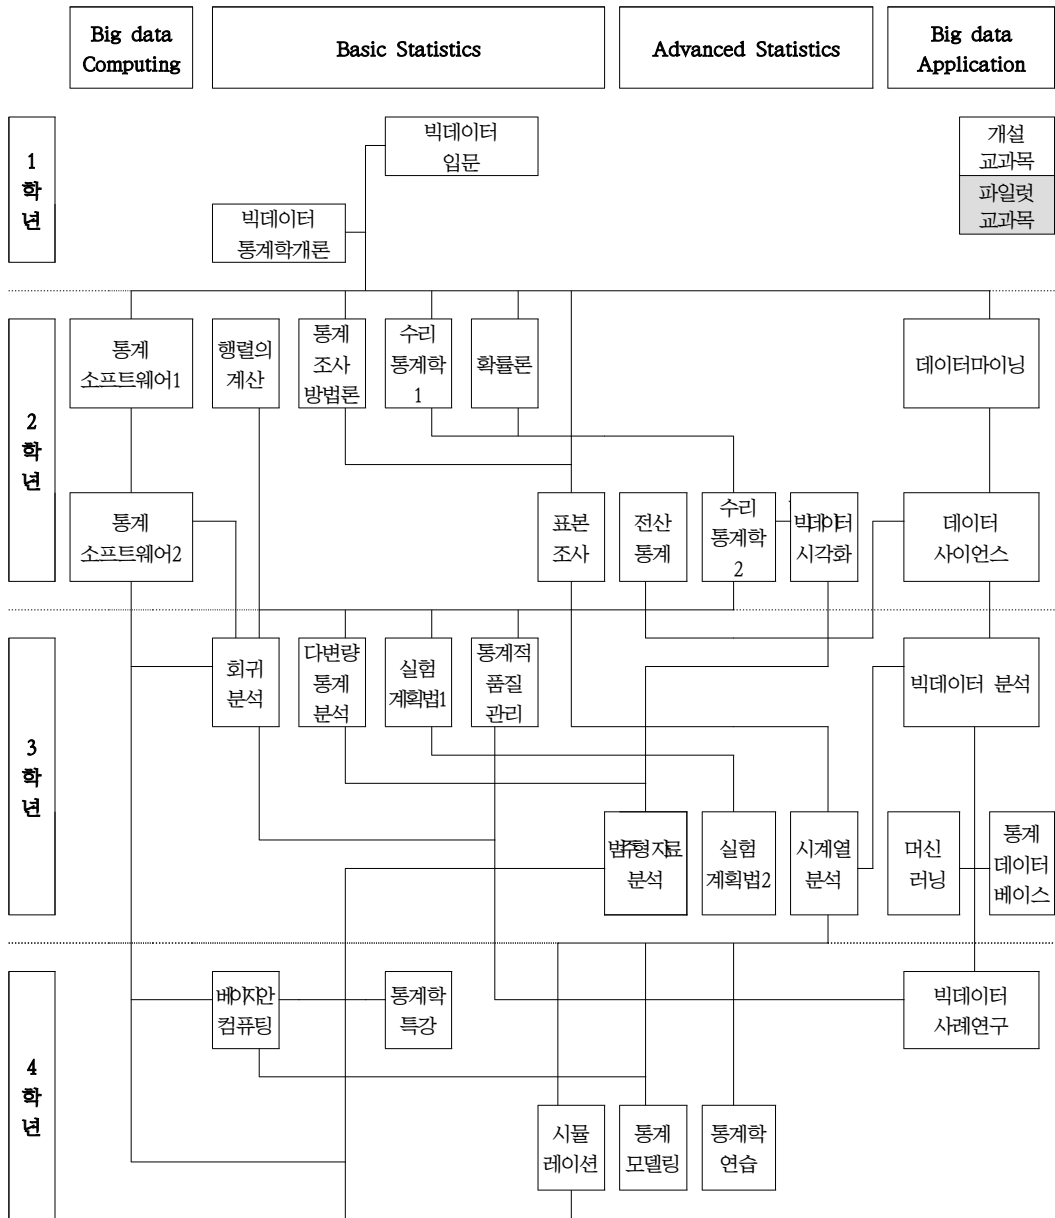 Big data
Computing
Basic Statistics
Advanced Statistics
Big data
Application
1
학
년
빅데이터
입문
개설
교과목
파일럿
교과목
빅데이터
통계학개론
2
학
년
통계
소프트웨어1
행렬의
계산
통계
조사
방법론
수리
통계학
1
확률론
데이터마이닝
통계
소프트웨어2
표본
조사
전산
통계
수리
통계학
2
빅데이터
시각화
데이터
사이언스
3
학
년
회귀
분석
다변량
통계
분석
실험
계획법1
통계적
품질
관리
빅데이터 분석
범주형자료
분석
실험
계획법2
시계열
분석
머신
러닝
통계
데이터
베이스
4
학
년
베이지안
컴퓨팅
통계학
특강
빅데이터
사례연구
시뮬
레이션
통계
모델링
통계학
연습